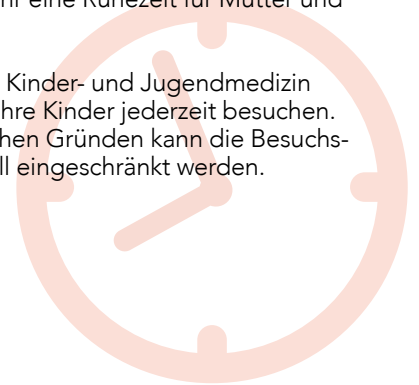 hr eine Ruhezeit für Mütter und
Kinder- und Jugendmedizin
hre Kinder jederzeit besuchen.
hen Gründen kann die Besuchs-
ll eingeschränkt werden.